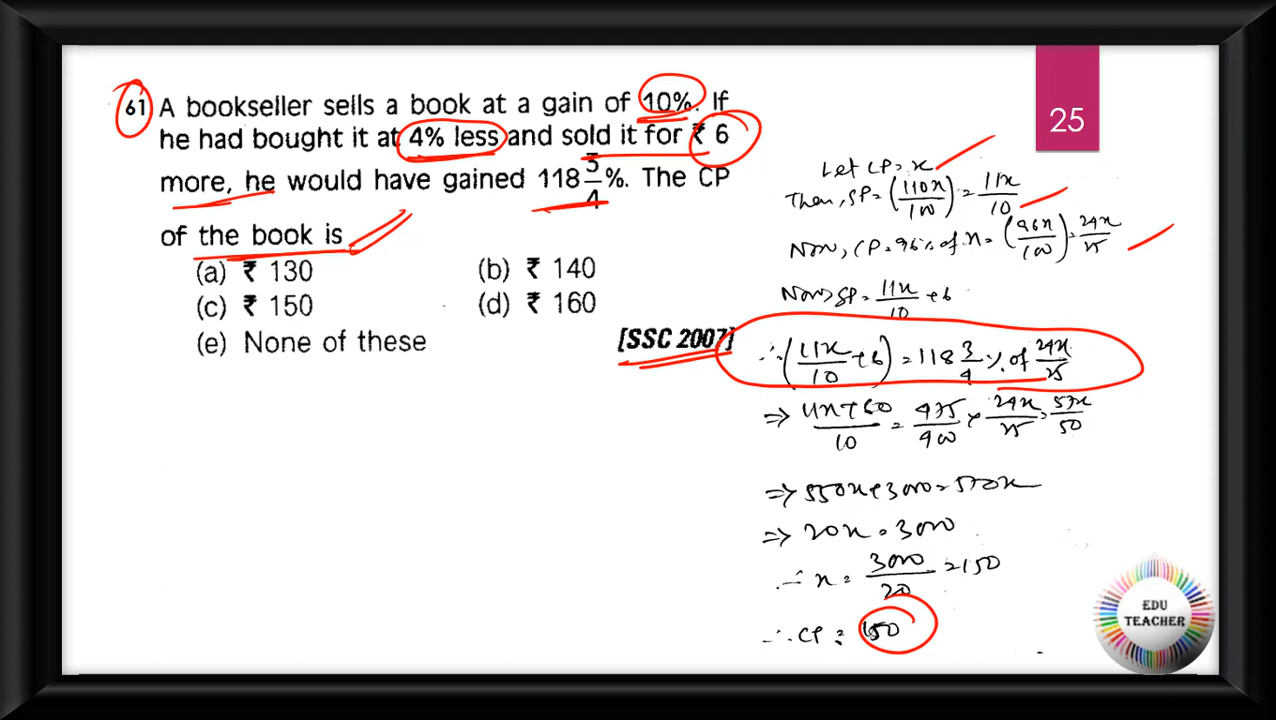 25
61 A bookseller sells a book at a gain of 10%. If
he had bought it at 4% less and sold it for ₹ 6
more, he would have gained 118 3/4 %. The CP
of the book is
(a) ₹ 130
(b) ₹ 140
(c) ₹ 150
(d) ₹ 160
(e) None of these
[SSC 2007]
Let CP = x
Then, SP = (110x/100) = 11x/10
Now, CP = 96% of x = (96x/100) = 24x/25
Now SP = 11x/10 + 6
∴ (11x/10 + 6) = 118 3/4 % of 24x/25
⇒ 11x + 60/10 = 475/400 × 24x/25 = 57x/50
⇒ 550x + 3000 = 570x
⇒ 20x = 3000
∴ x = 3000/20 = 150
∴ CP = 150
EDU
TEACHER